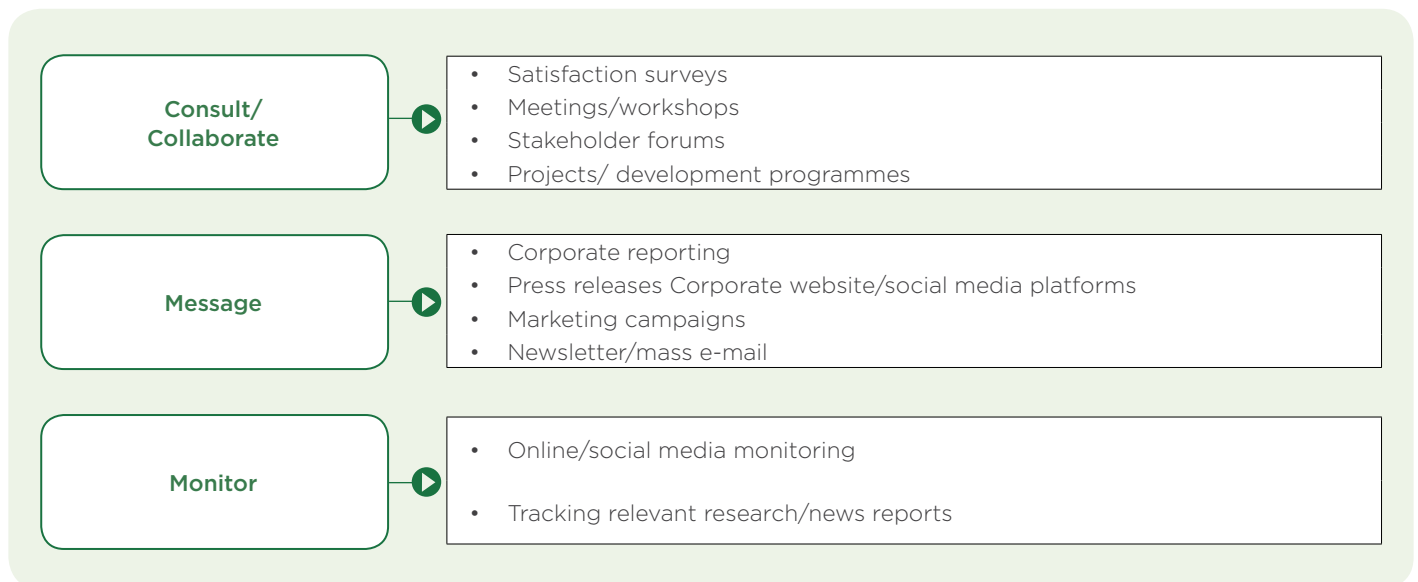 Consult/
Collaborate
• Satisfaction surveys
• Meetings/workshops
• Stakeholder forums
• Projects/ development programmes
Message
• Corporate reporting
• Press releases Corporate website/social media platforms
• Marketing campaigns
• Newsletter/mass e-mail
Monitor
• Online/social media monitoring
• Tracking relevant research/news reports